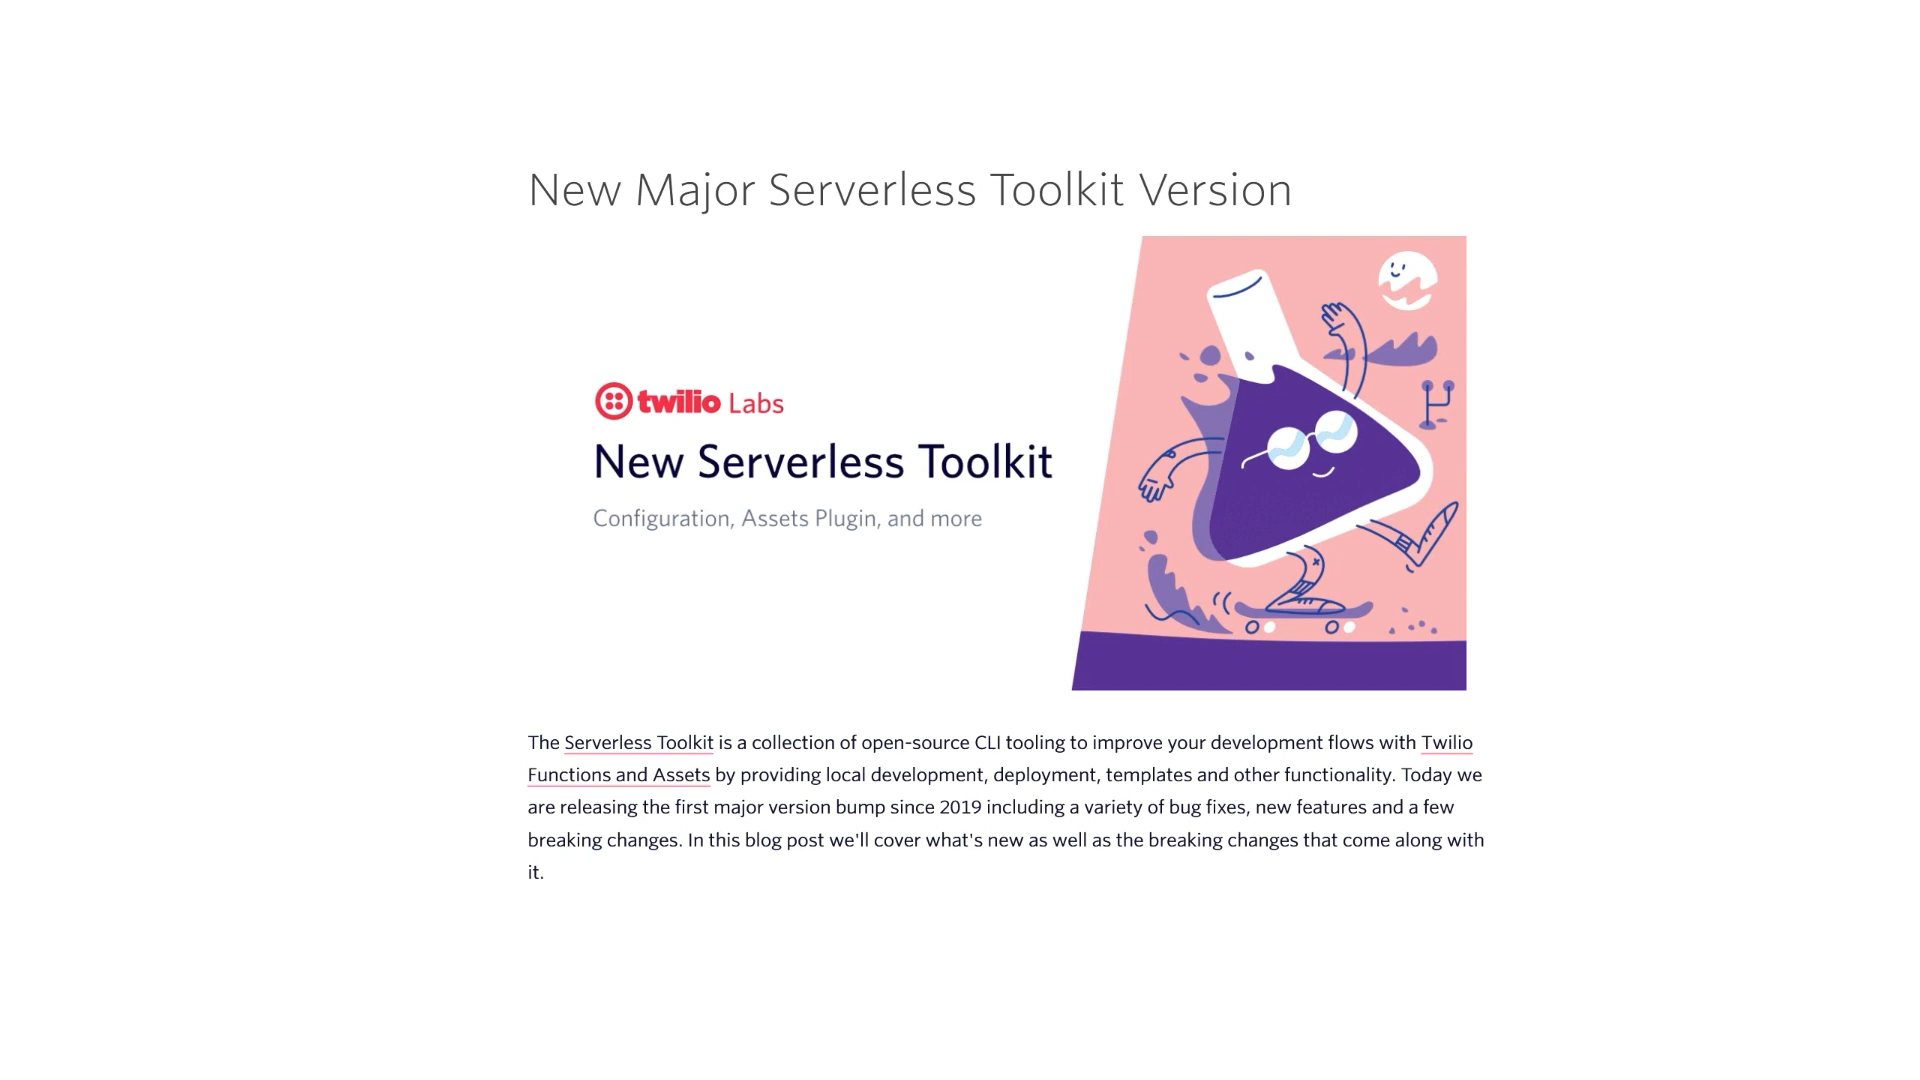 New Major Serverless Toolkit Version
twilio Labs
New Serverless Toolkit
Configuration, Assets Plugin, and more
The Serverless Toolkit is a collection of open-source CLI tooling to improve your development flows with Twilio
Functions and Assets by providing local development, deployment, templates and other functionality. Today we
are releasing the first major version bump since 2019 including a variety of bug fixes, new features and a few
breaking changes. In this blog post we'll cover what's new as well as the breaking changes that come along with
it.